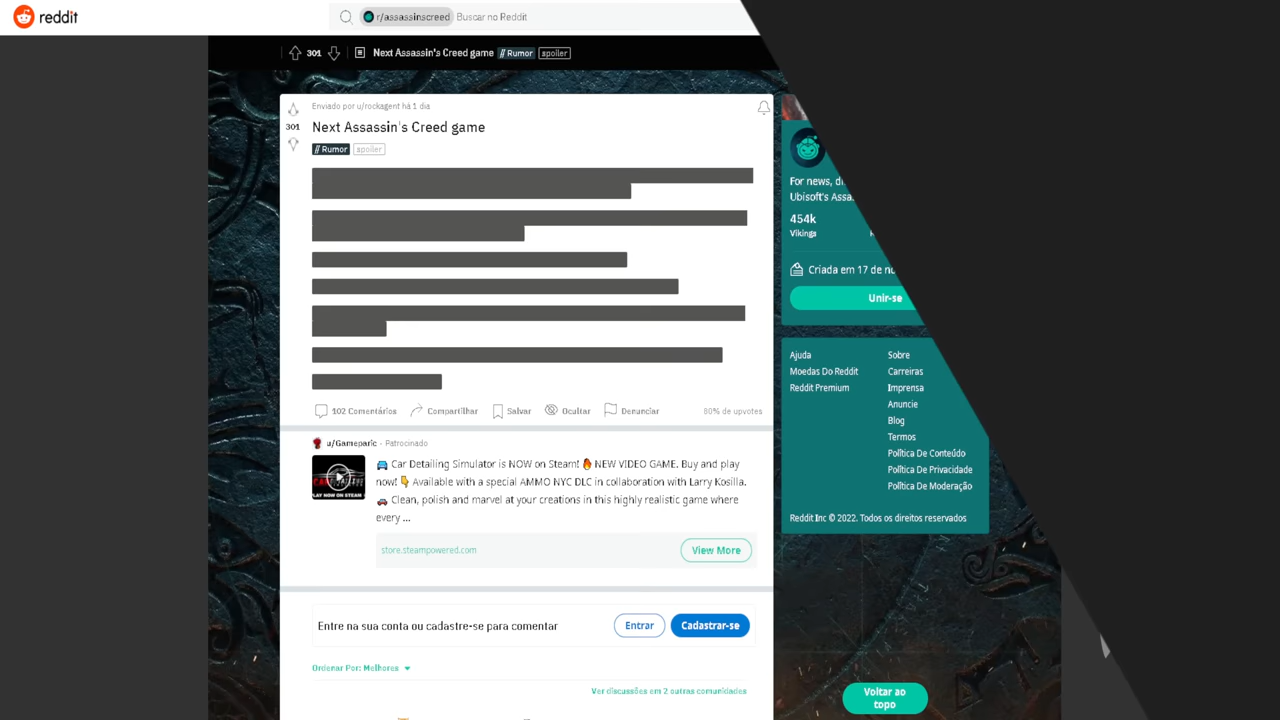 reddit
r/assassinscreed Buscar no Reddit
301 Next Assassin's Creed game // Rumor spoiler
Enviado por u/rockagent há 1 dia
301
Next Assassin's Creed game
// Rumor spoiler
102 Comentários Compartilhar Salvar Ocultar Denunciar 90% de upvotes
u/Gameparic - Patrocinado
🚘 Car Detailing Simulator is NOW on Steam! 🔥 NEW VIDEO GAME. Buy and play
now! 👇 Available with a special AMMO NYC DLC in collaboration with Larry Kosilla.
🚗 Clean, polish and marvel at your creations in this highly realistic game where
every ...
PLAY NOW ON STEAM
store.steampowered.com
View More
Entre na sua conta ou cadastre-se para comentar
Entrar
Cadastrar-se
Ordenar Por: Melhores
Ver discussões em 2 outras comunidades
For news,
Ubisoft's
454k
Vikings
Criada em 17 de
Unir-se
Ajuda
Moedas Do Reddit
Reddit Premium
Sobre
Carreiras
Imprensa
Anuncie
Blog
Termos
Política De Conteúdo
Política De Privacidade
Política De Moderação
Reddit Inc © 2022. Todos os direitos reservados
Voltar ao
topo